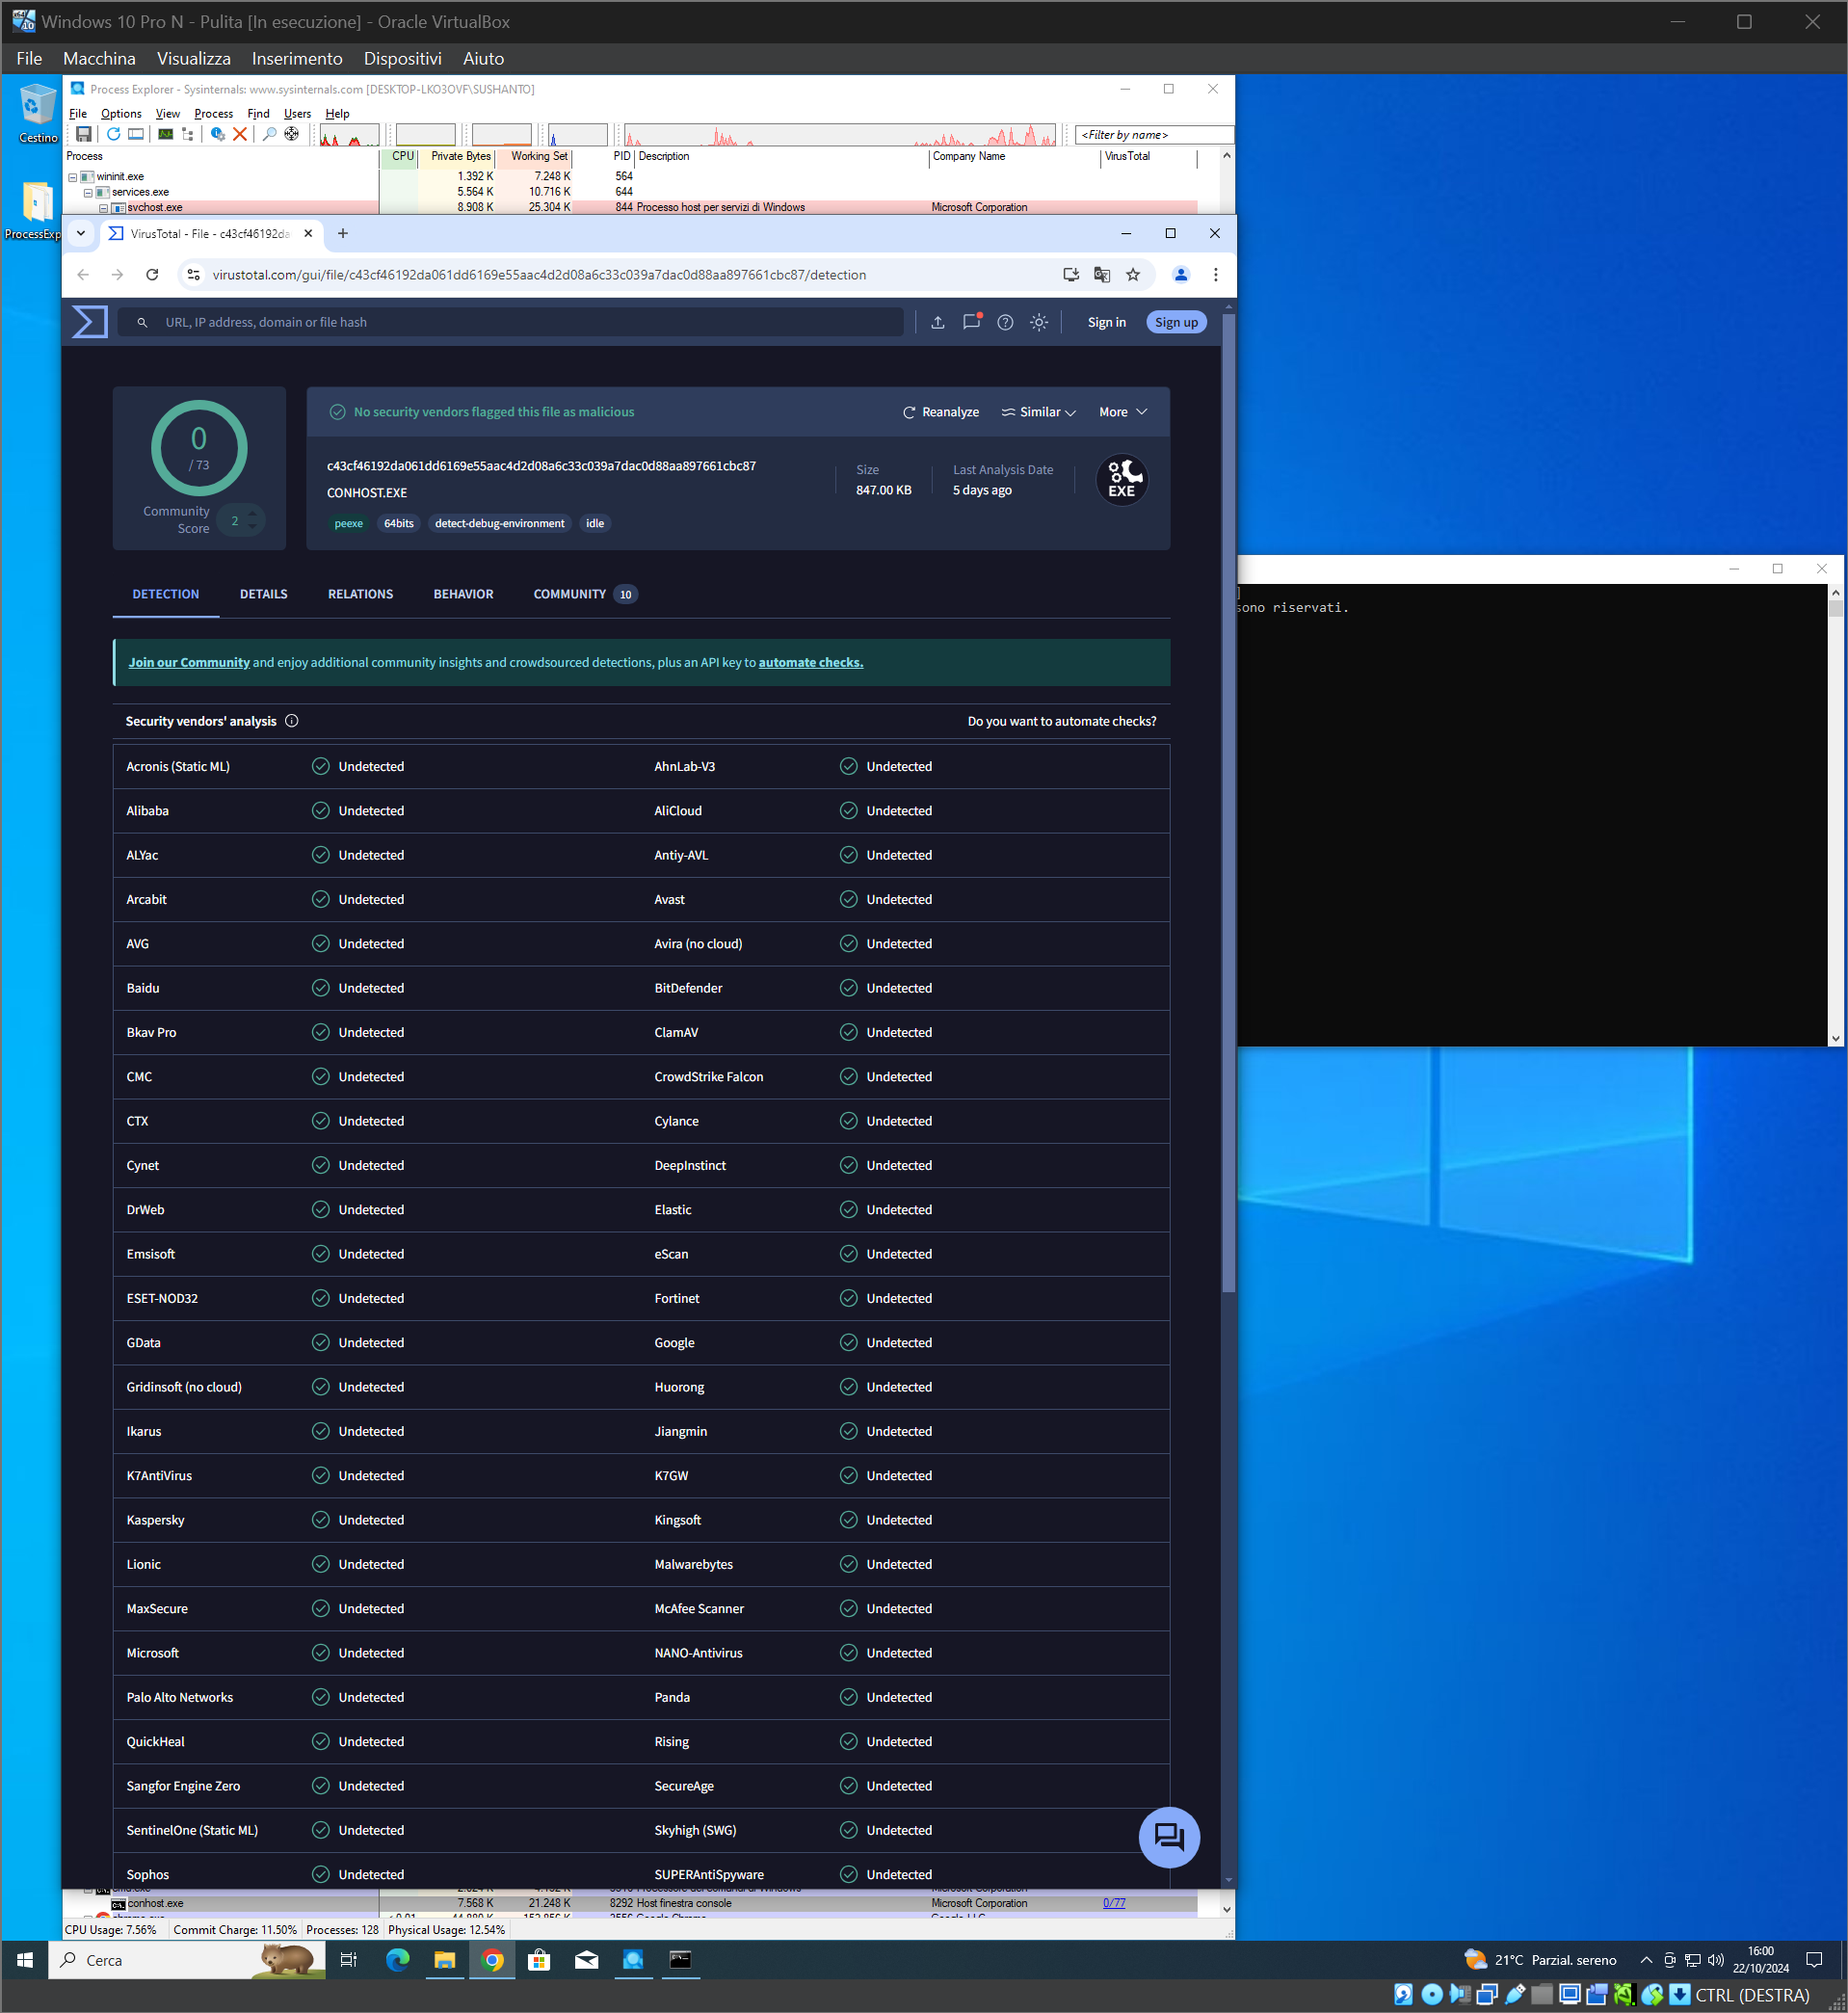 Windows 10 Pro N - Pulita [In esecuzione] - Oracle VirtualBox
File Macchina Visualizza Inserimento Dispositivi Aiuto
Cestino
ProcessExp
Process Explorer - Sysinternals: www.sysinternals.com [DESKTOP-LKO3OVF\SUSHANTO]
File Options View Process Find Users Help
<Filter by name>
Process CPU Private Bytes Working Set PID Description Company Name VirusTotal
wininit.exe 1.392 K 7.248 K 564
services.exe 5.564 K 10.716 K 644
svchost.exe 8.908 K 25.304 K 844 Processo host per servizi di Windows Microsoft Corporation
VirusTotal - File - c43cf46192da
virustotal.com/gui/file/c43cf46192da061dd6169e55aac4d2d08a6c33c039a7dac0d88aa897661cbc87/detection
URL, IP address, domain or file hash
Sign in Sign up
0
/ 73
Community Score 2
No security vendors flagged this file as malicious
Reanalyze Similar More
c43cf46192da061dd6169e55aac4d2d08a6c33c039a7dac0d88aa897661cbc87
CONHOST.EXE
peexe 64bits detect-debug-environment idle
Size
847.00 KB
Last Analysis Date
5 days ago
EXE
DETECTION DETAILS RELATIONS BEHAVIOR COMMUNITY 10
Join our Community and enjoy additional community insights and crowdsourced detections, plus an API key to automate checks.
Security vendors' analysis Do you want to automate checks?
Acronis (Static ML) Undetected AhnLab-V3 Undetected
Alibaba Undetected AliCloud Undetected
ALYac Undetected Antiy-AVL Undetected
Arcabit Undetected Avast Undetected
AVG Undetected Avira (no cloud) Undetected
Baidu Undetected BitDefender Undetected
Bkav Pro Undetected ClamAV Undetected
CMC Undetected CrowdStrike Falcon Undetected
CTX Undetected Cylance Undetected
Cynet Undetected DeepInstinct Undetected
DrWeb Undetected Elastic Undetected
Emsisoft Undetected eScan Undetected
ESET-NOD32 Undetected Fortinet Undetected
GData Undetected Google Undetected
Gridinsoft (no cloud) Undetected Huorong Undetected
Ikarus Undetected Jiangmin Undetected
K7AntiVirus Undetected K7GW Undetected
Kaspersky Undetected Kingsoft Undetected
Lionic Undetected Malwarebytes Undetected
MaxSecure Undetected McAfee Scanner Undetected
Microsoft Undetected NANO-Antivirus Undetected
Palo Alto Networks Undetected Panda Undetected
QuickHeal Undetected Rising Undetected
Sangfor Engine Zero Undetected SecureAge Undetected
SentinelOne (Static ML) Undetected Skyhigh (SWG) Undetected
Sophos Undetected SUPERAntiSpyware Undetected
]
sono riservati.
conhost.exe 7.568 K 21.248 K 8292 Host finestra console Microsoft Corporation 0/77
CPU Usage: 7.56% Commit Charge: 11.50% Processes: 128 Physical Usage: 12.54%
Cerca
21°C Parzial. sereno
16:00
22/10/2024
CTRL (DESTRA)